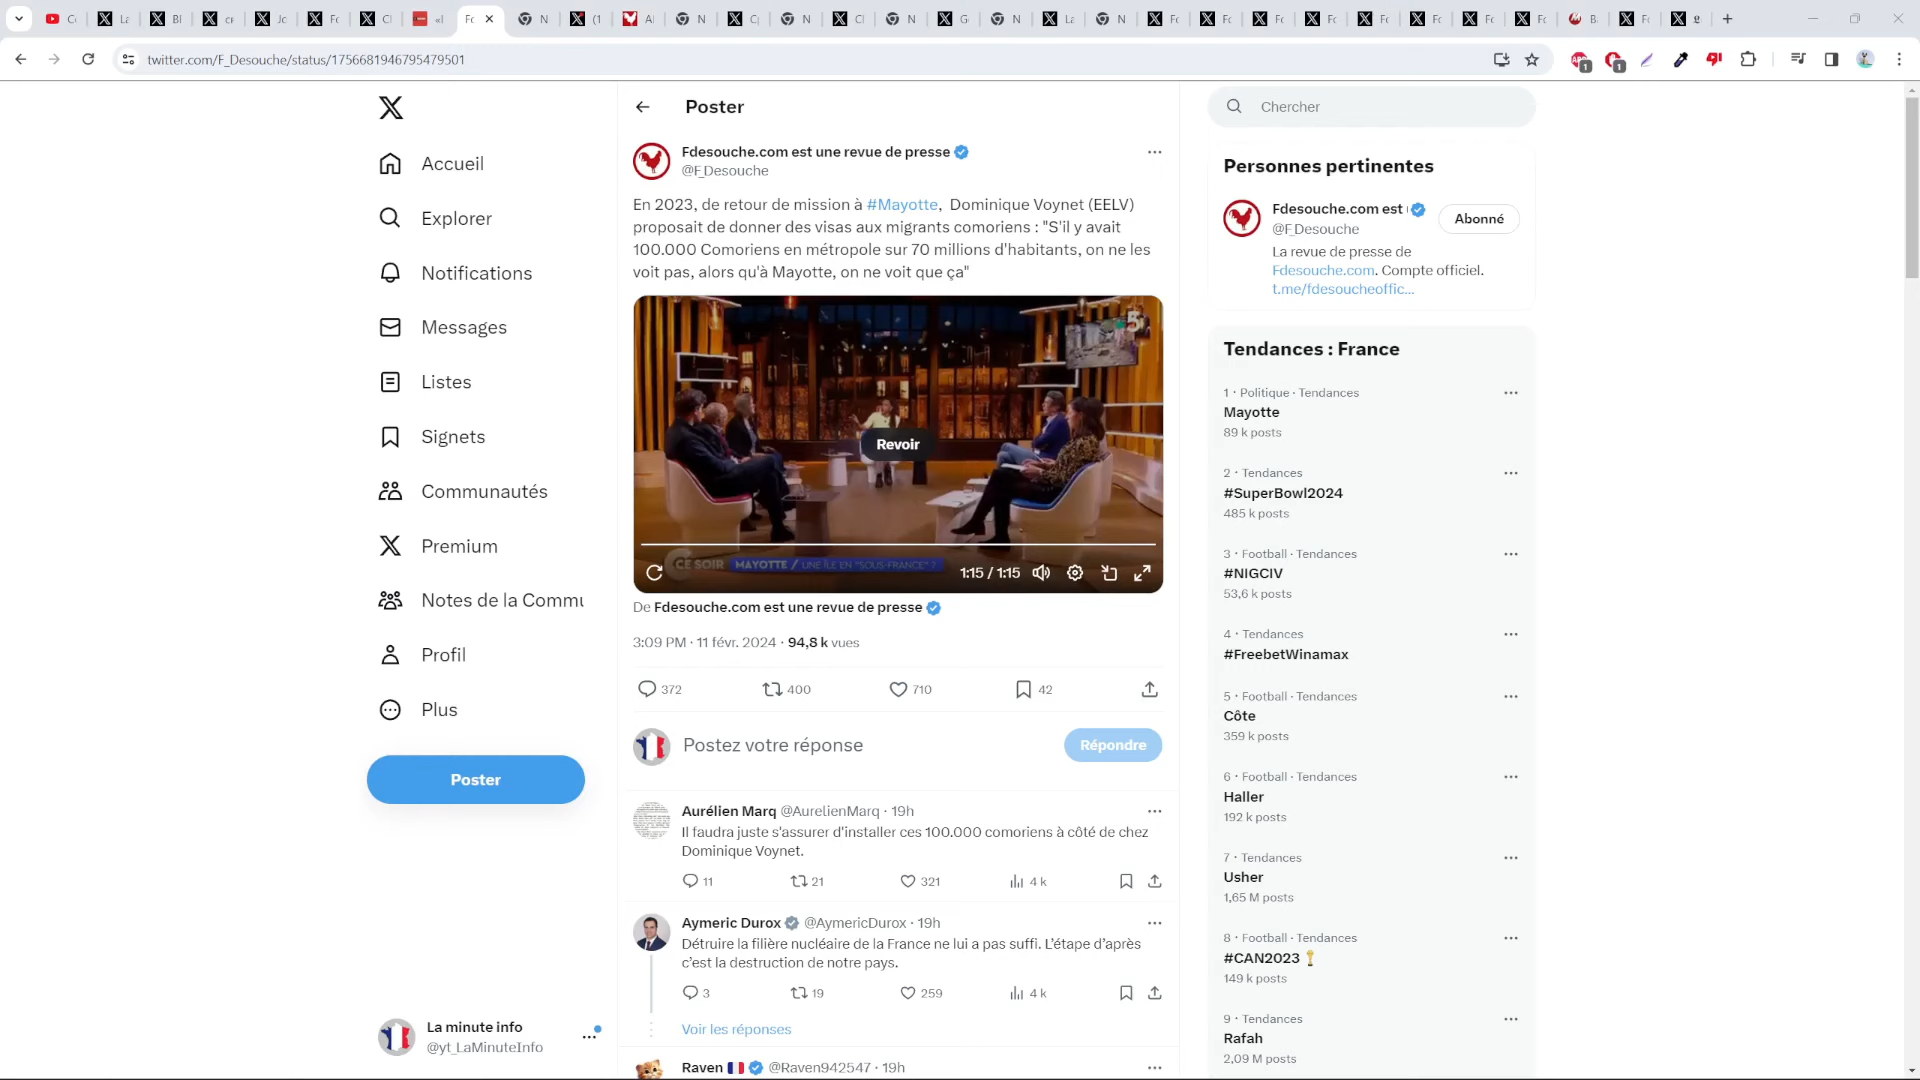 twitter.com/F_Desouche/status/1756681946795479501
Accueil
Explorer
Notifications
Messages
Listes
Signets
Communautés
Premium
Notes de la Commu
Profil
Plus
Poster
La minute info
@yt_LaMinuteInfo
Poster
Fdesouche.com est une revue de presse
@F_Desouche
En 2023, de retour de mission à #Mayotte, Dominique Voynet (EELV)
proposait de donner des visas aux migrants comoriens : "S'il y avait
100.000 Comoriens en métropole sur 70 millions d'habitants, on ne les
voit pas, alors qu'à Mayotte, on ne voit que ça"
5
Revoir
CE SOIR MAYOTTE / UNE ÎLE EN "SOUS-FRANCE" ?
1:15 / 1:15
De Fdesouche.com est une revue de presse
3:09 PM · 11 févr. 2024 · 94,8 k vues
372 400 710 42
Postez votre réponse
Répondre
Aurélien Marq @AurelienMarq · 19h
Il faudra juste s'assurer d'installer ces 100.000 comoriens à côté de chez
Dominique Voynet.
11 21 321 4 k
Aymeric Durox @AymericDurox · 19h
Détruire la filière nucléaire de la France ne lui a pas suffi. L’étape d’après
c’est la destruction de notre pays.
3 19 259 4 k
Voir les réponses
Raven @Raven942547 · 19h
Chercher
Personnes pertinentes
Fdesouche.com est
@F_Desouche
Abonné
La revue de presse de
Fdesouche.com. Compte officiel.
t.me/fdesoucheoffic...
Tendances : France
1 · Politique · Tendances
Mayotte
89 k posts
2 · Tendances
#SuperBowl2024
485 k posts
3 · Football · Tendances
#NIGCIV
53,6 k posts
4 · Tendances
#FreebetWinamax
5 · Football · Tendances
Côte
359 k posts
6 · Football · Tendances
Haller
192 k posts
7 · Tendances
Usher
1,65 M posts
8 · Football · Tendances
#CAN2023
149 k posts
9 · Tendances
Rafah
2,09 M posts